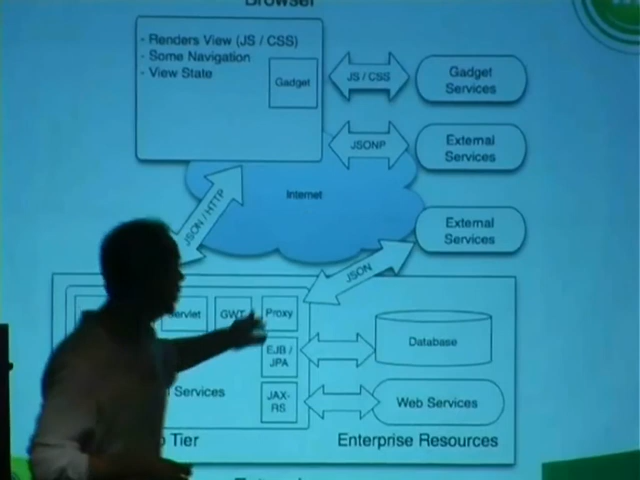 Browser
- Renders View (JS / CSS)
- Some Navigation
- View State
Gadget
JS / CSS
Gadget
Services
JSONP
External
Services
Internet
JSON / HTTP
External
Services
JSON
GWT
Proxy
EJB /
JPA
Database
Services
JAX-
RS
Web Services
Tier
Enterprise Resources